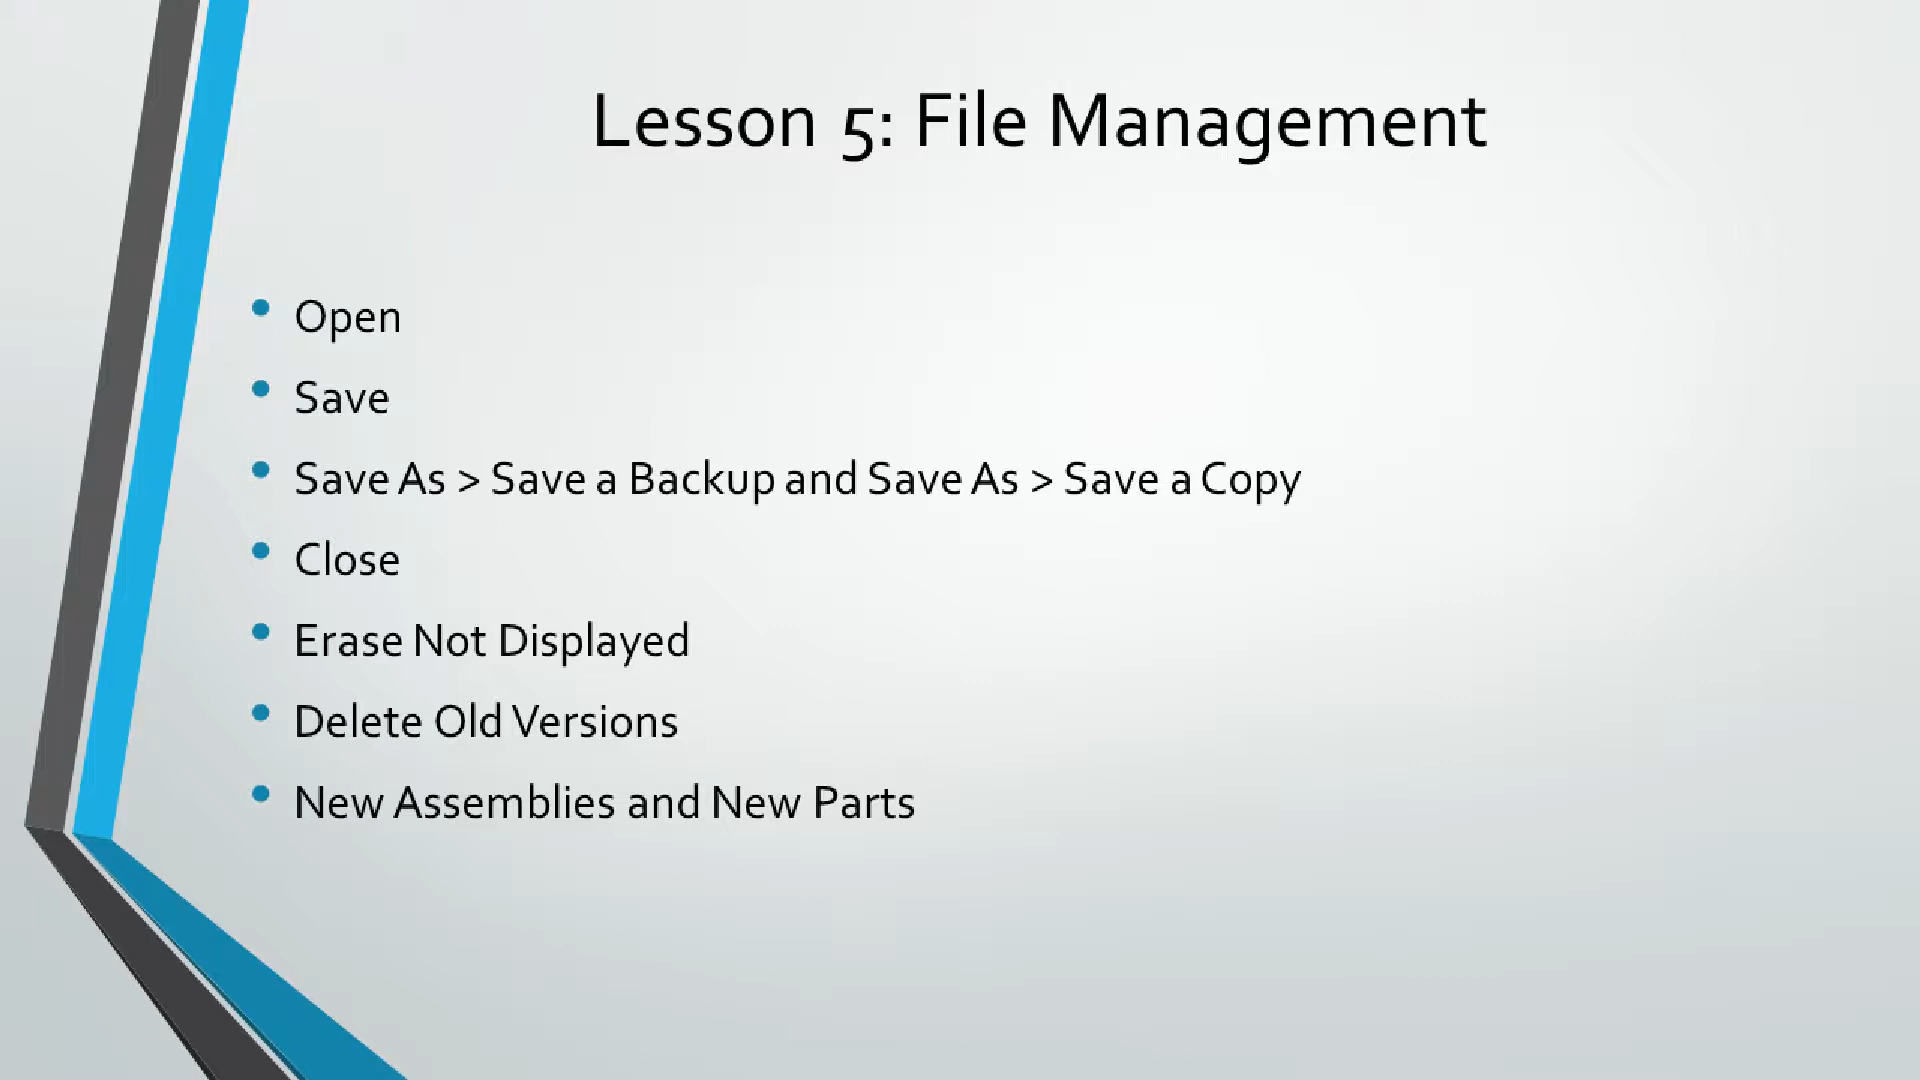 Lesson 5: File Management
• Open
• Save
• Save As > Save a Backup and Save As > Save a Copy
• Close
• Erase Not Displayed
• Delete Old Versions
• New Assemblies and New Parts